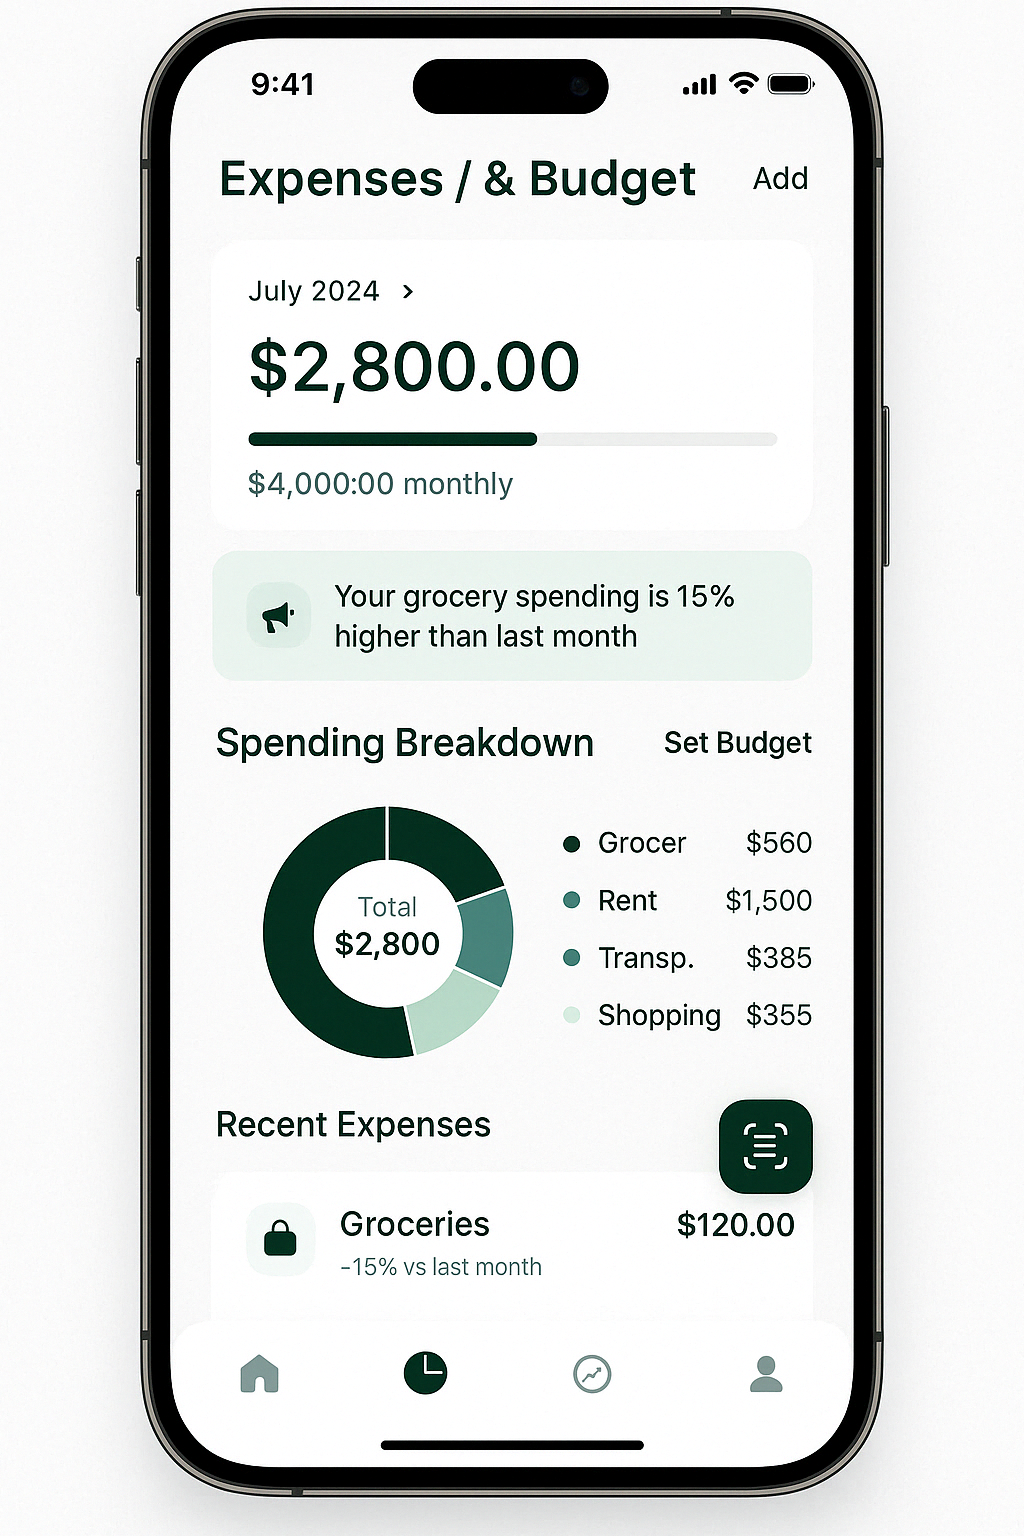 9:41
Expenses / & Budget
Add
July 2024 ›
$2,800.00
$4,000:00 monthly
Your grocery spending is 15%
higher than last month
Spending Breakdown
Set Budget
Total
$2,800
Grocer $560
Rent $1,500
Transp. $385
Shopping $355
Recent Expenses
Groceries $120.00
-15% vs last month